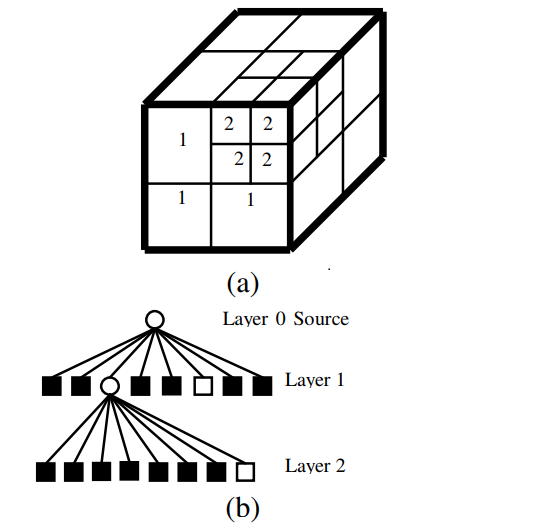 2 2
1
2 2
1 1
(a)
Layer 0 Source
Layer 1
Layer 2
(b)